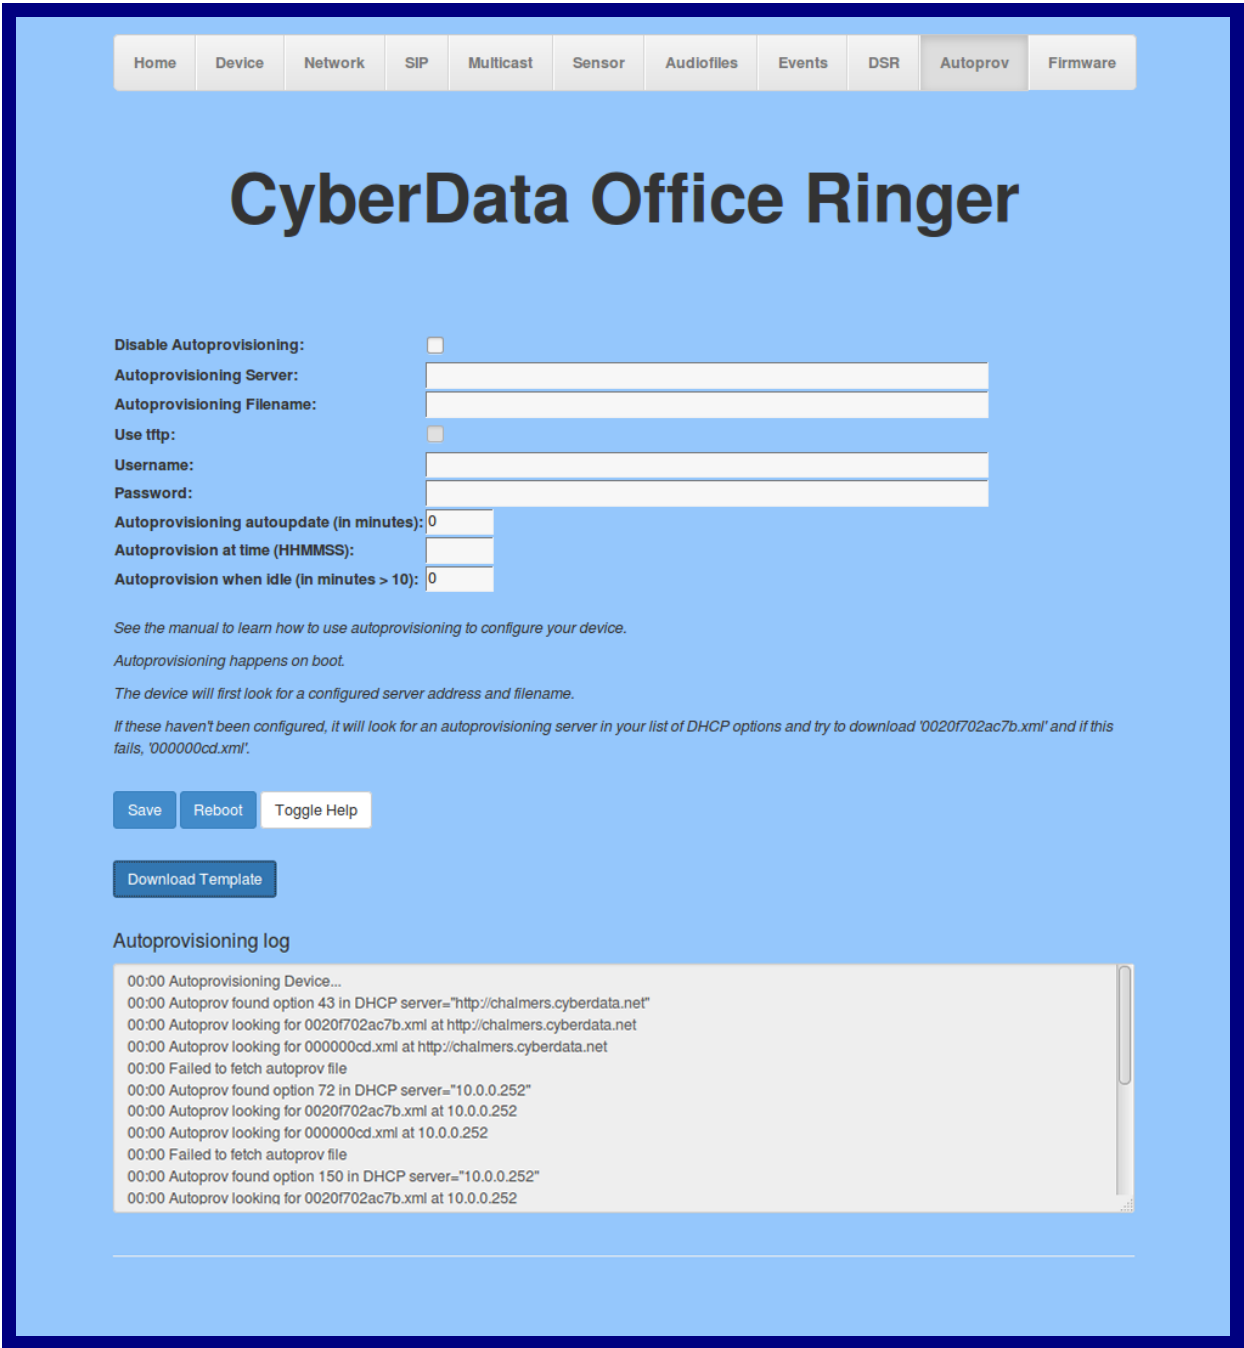 Home Device Network SIP Multicast Sensor Audiofiles Events DSR Autoprov Firmware
CyberData Office Ringer
Disable Autoprovisioning:
Autoprovisioning Server:
Autoprovisioning Filename:
Use tftp:
Username:
Password:
Autoprovisioning autoupdate (in minutes): 0
Autoprovision at time (HHMMSS):
Autoprovision when idle (in minutes > 10): 0
See the manual to learn how to use autoprovisioning to configure your device.
Autoprovisioning happens on boot.
The device will first look for a configured server address and filename.
If these haven't been configured, it will look for an autoprovisioning server in your list of DHCP options and try to download '0020f702ac7b.xml' and if this
fails, '000000cd.xml'.
Save Reboot Toggle Help
Download Template
Autoprovisioning log
00:00 Autoprovisioning Device...
00:00 Autoprov found option 43 in DHCP server="http://chalmers.cyberdata.net"
00:00 Autoprov looking for 0020f702ac7b.xml at http://chalmers.cyberdata.net
00:00 Autoprov looking for 000000cd.xml at http://chalmers.cyberdata.net
00:00 Failed to fetch autoprov file
00:00 Autoprov found option 72 in DHCP server="10.0.0.252"
00:00 Autoprov looking for 0020f702ac7b.xml at 10.0.0.252
00:00 Autoprov looking for 000000cd.xml at 10.0.0.252
00:00 Failed to fetch autoprov file
00:00 Autoprov found option 150 in DHCP server="10.0.0.252"
00:00 Autoprov looking for 0020f702ac7b.xml at 10.0.0.252